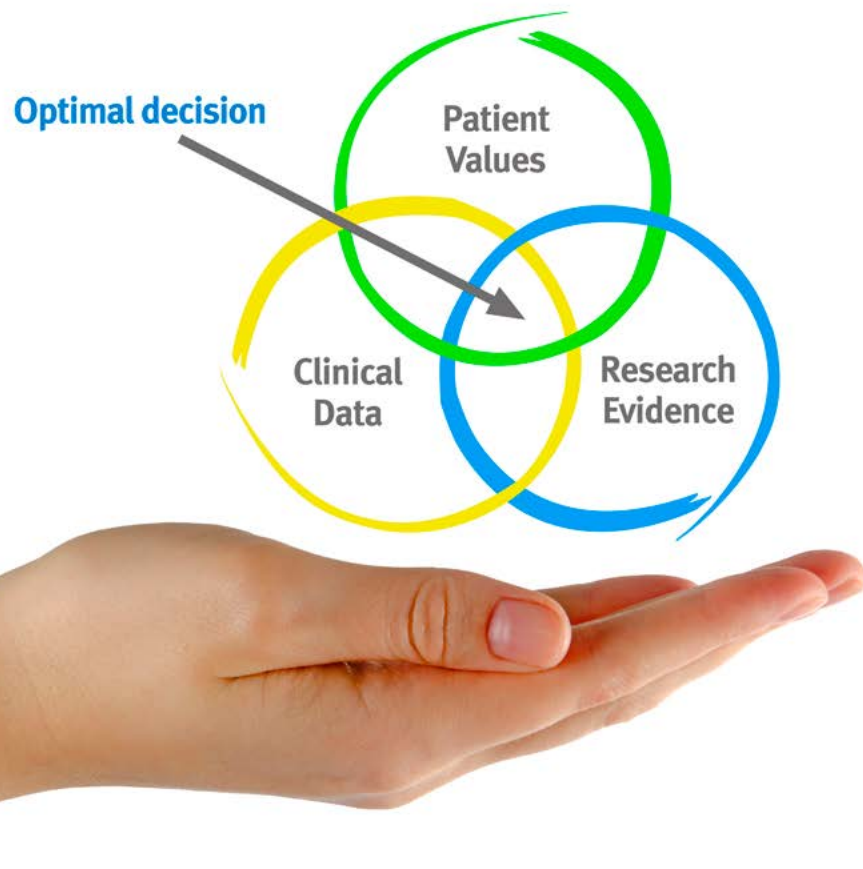 Optimal decision
Patient
Values
Clinical
Data
Research
Evidence